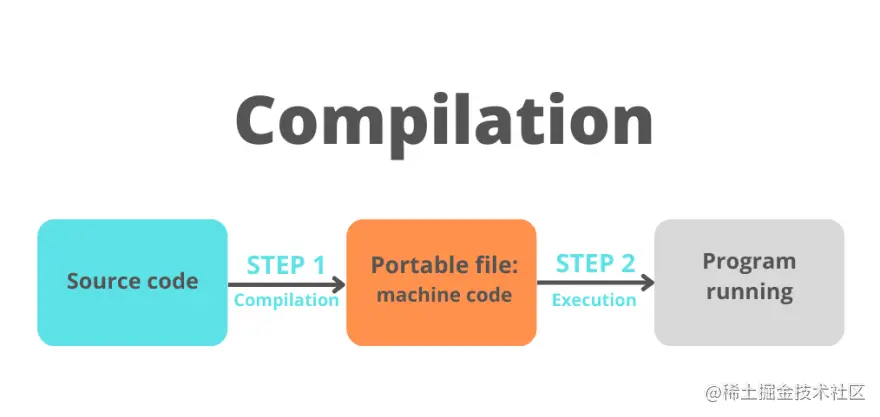 Compilation
Source code
STEP 1
Compilation
Portable file:
machine code
STEP 2
Execution
Program
running
@稀土掘金技术社区